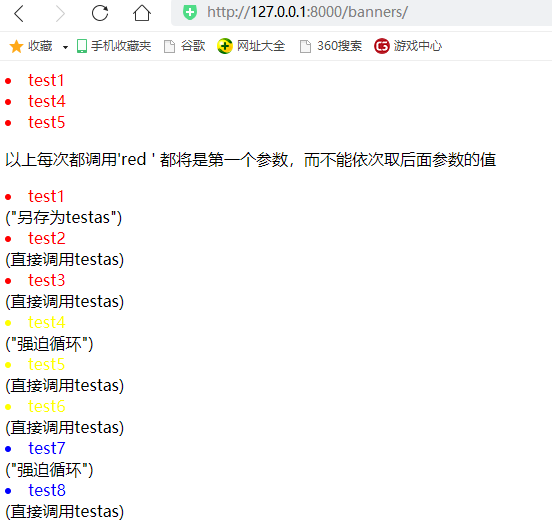 http://127.0.0.1:8000/banners/
收藏 手机收藏夹 谷歌 网址大全 360搜索 游戏中心
test1
test4
test5
以上每次都调用'red ' 都将是第一个参数，而不能依次取后面参数的值
test1
("另存为testas")
test2
(直接调用testas)
test3
(直接调用testas)
test4
("强迫循环")
test5
(直接调用testas)
test6
(直接调用testas)
test7
("强迫循环")
test8
(直接调用testas)